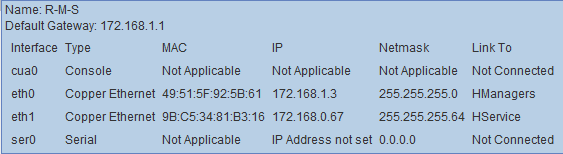 Name: R-M-S
Default Gateway: 172.168.1.1
Interface Type MAC IP Netmask Link To
cua0 Console Not Applicable Not Applicable Not Applicable Not Connected
eth0 Copper Ethernet 49:51:5F:92:5B:61 172.168.1.3 255.255.255.0 HManagers
eth1 Copper Ethernet 9B:C5:34:81:B3:16 172.168.0.67 255.255.255.64 HService
ser0 Serial Not Applicable IP Address not set 0.0.0.0 Not Connected